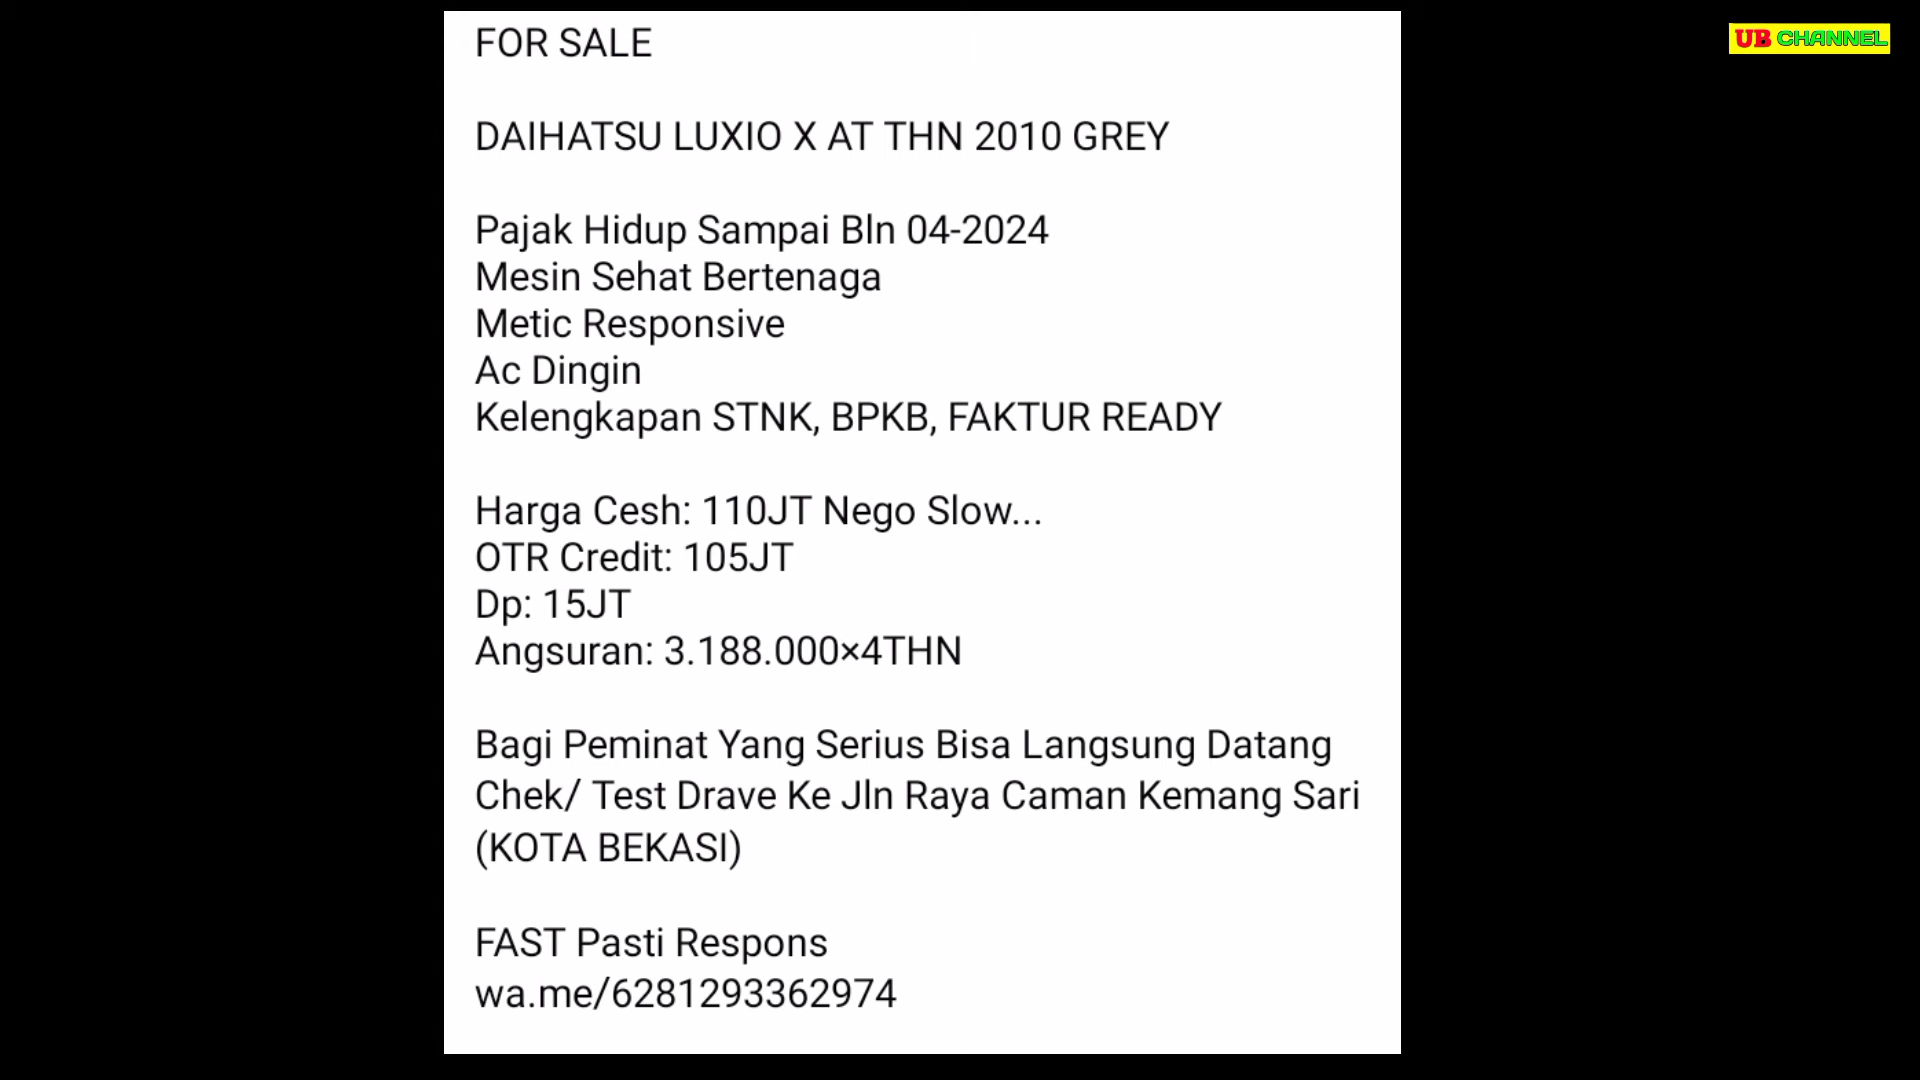 FOR SALE
UB CHANNEL
DAIHATSU LUXIO X AT THN 2010 GREY
Pajak Hidup Sampai Bln 04-2024
Mesin Sehat Bertenaga
Metic Responsive
Ac Dingin
Kelengkapan STNK, BPKB, FAKTUR READY
Harga Cesh: 110JT Nego Slow...
OTR Credit: 105JT
Dp: 15JT
Angsuran: 3.188.000×4THN
Bagi Peminat Yang Serius Bisa Langsung Datang
Chek/ Test Drave Ke Jln Raya Caman Kemang Sari
(KOTA BEKASI)
FAST Pasti Respons
wa.me/6281293362974